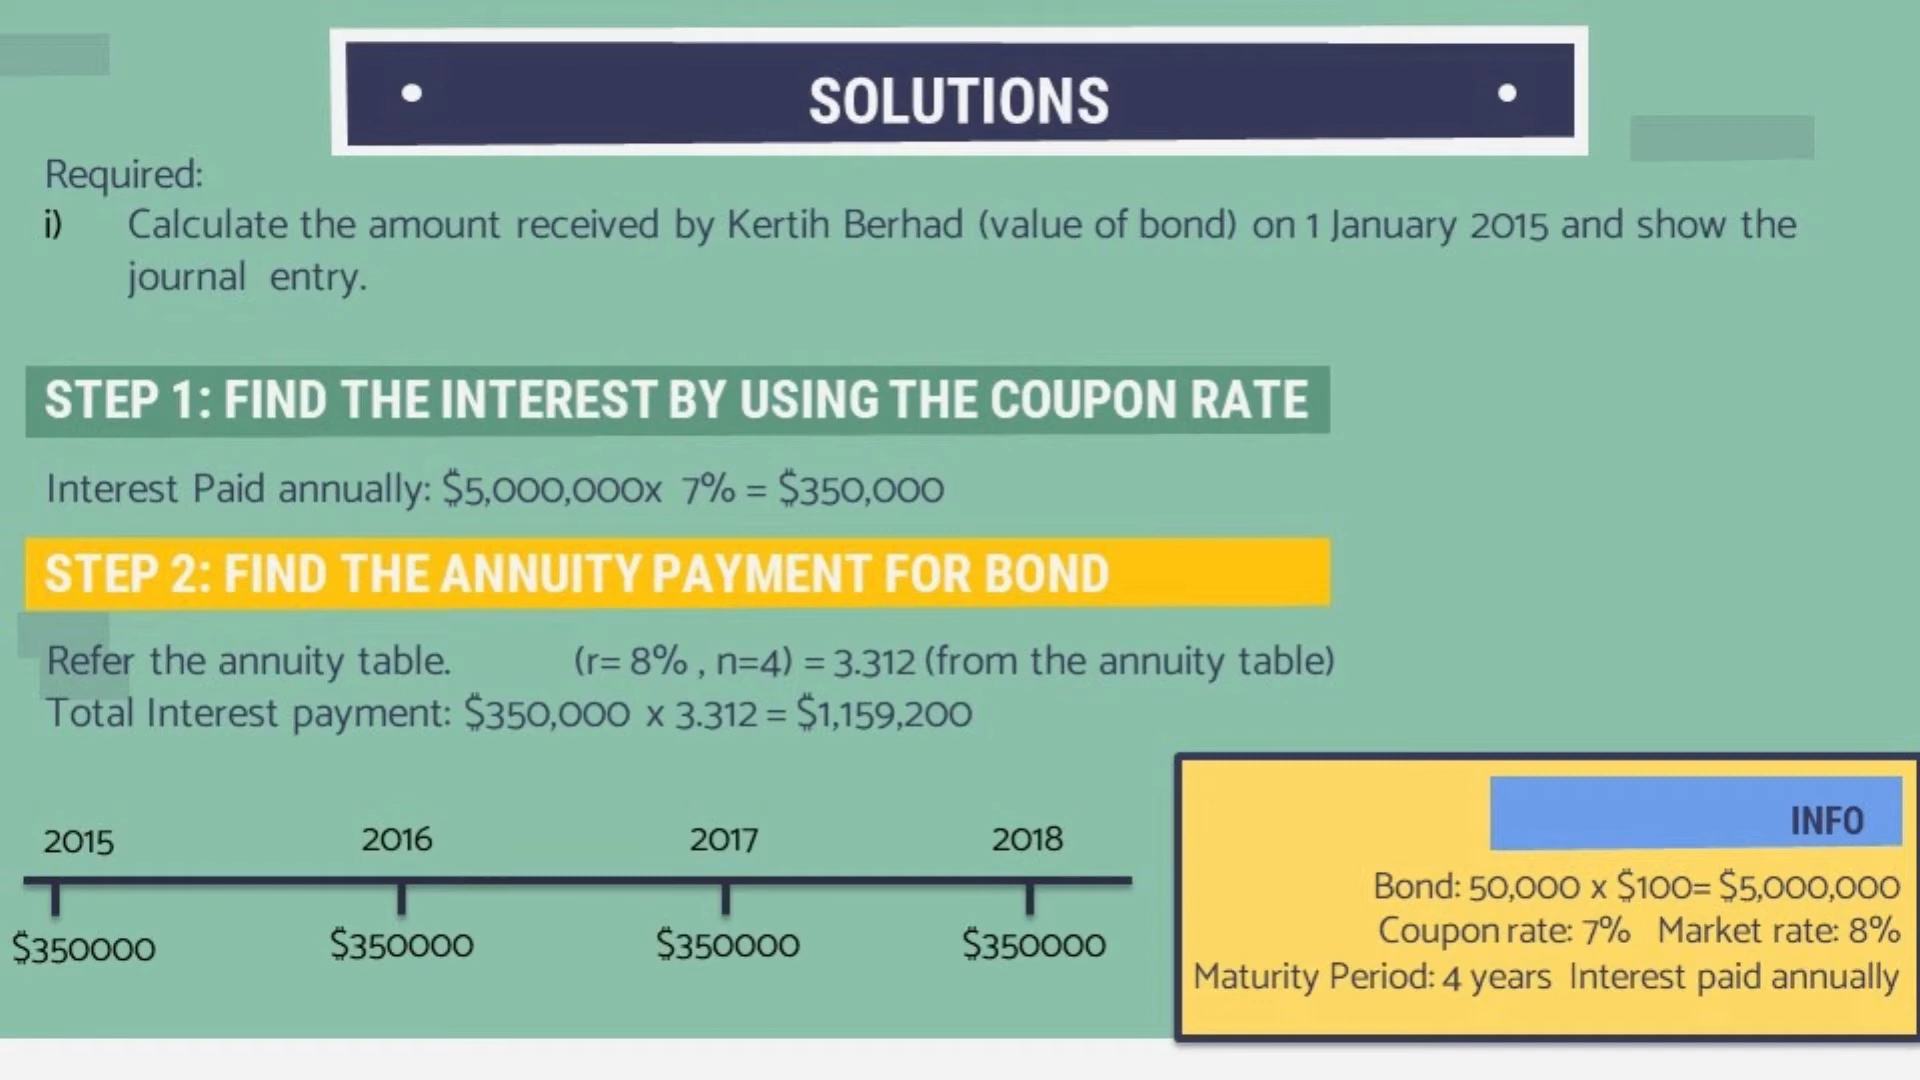 SOLUTIONS
Required:
i) Calculate the amount received by Kertih Berhad (value of bond) on 1 January 2015 and show the
journal entry.
STEP 1: FIND THE INTEREST BY USING THE COUPON RATE
Interest Paid annually: $5,000,000x 7% = $350,000
STEP 2: FIND THE ANNUITY PAYMENT FOR BOND
Refer the annuity table. (r= 8% , n=4) = 3.312 (from the annuity table)
Total Interest payment: $350,000 x 3.312 = $1,159,200
2015 2016 2017 2018
$350000 $350000 $350000 $350000
INFO
Bond: 50,000 x $100= $5,000,000
Coupon rate: 7% Market rate: 8%
Maturity Period: 4 years Interest paid annually